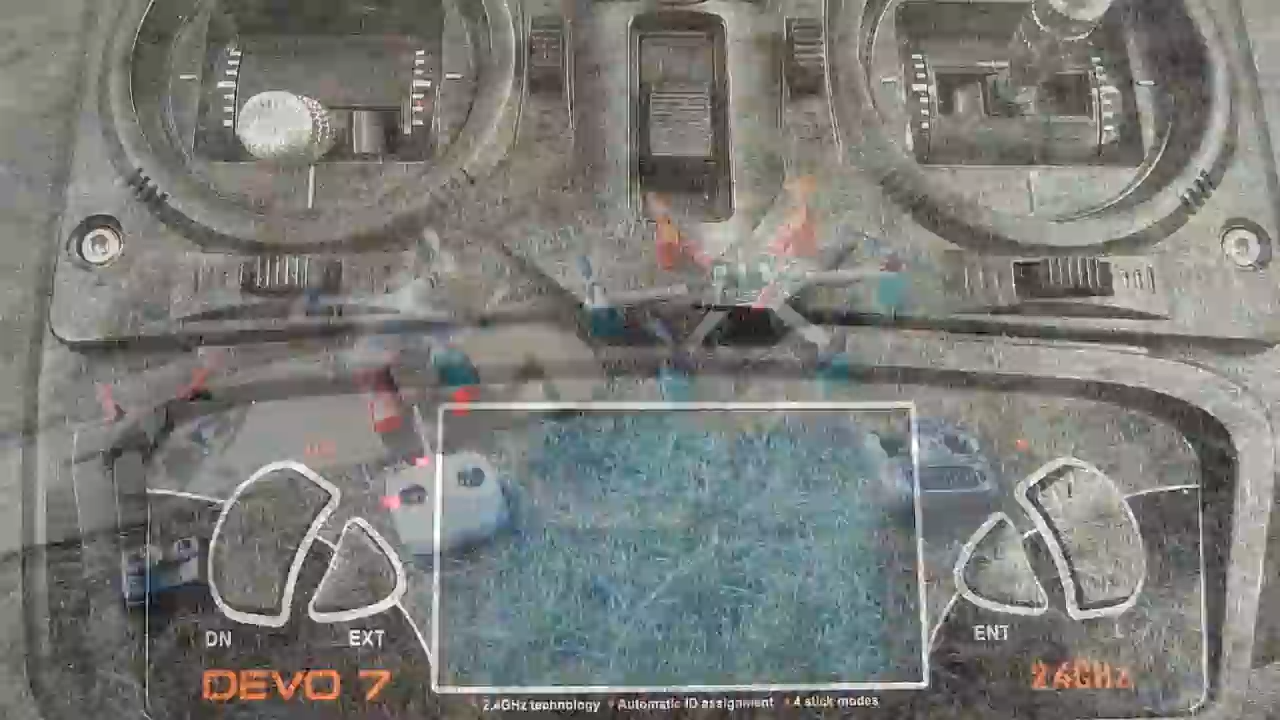 DN
EXT
ENT
DEVO 7
2.4GHz
2.4GHz technology Automatic ID assignment 4 stick modes